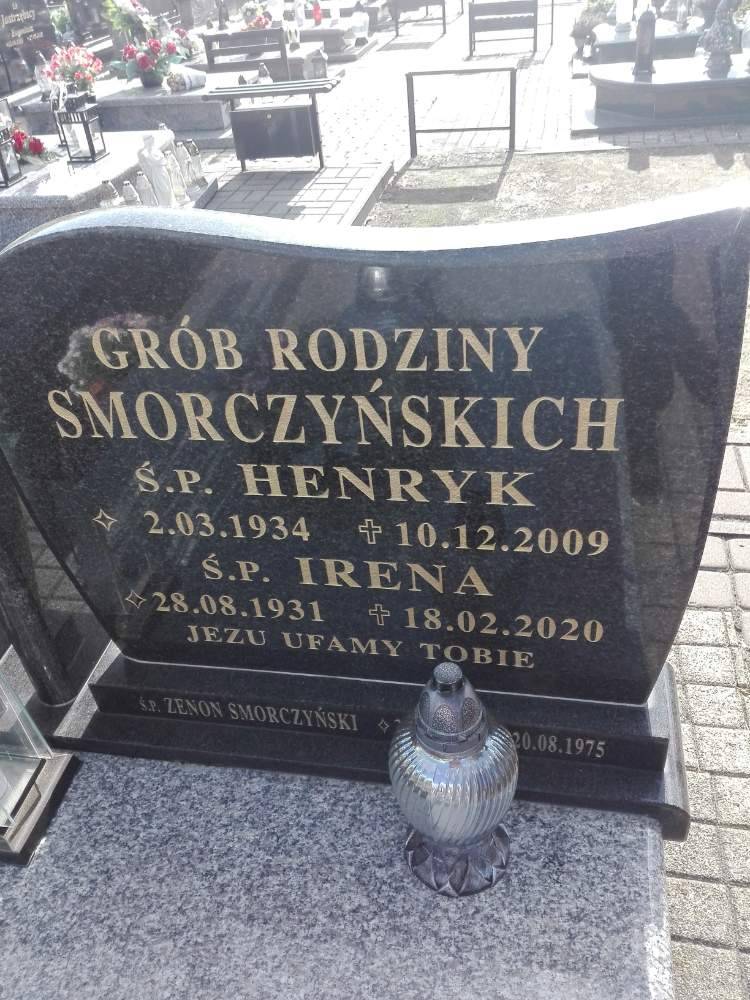 GRÓB RODZINY
SMORCZYŃSKICH
Ś.P. HENRYK
2.03.1934 10.12.2009
Ś.P. IRENA
28.08.1931 18.02.2020
JEZU UFAMY TOBIE
Ś.P. ZENON SMORCZYŃSKI 20.08.1975